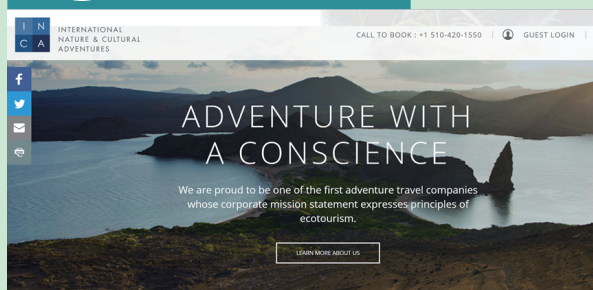 I N
C A
INTERNATIONAL
NATURE & CULTURAL
ADVENTURES
CALL TO BOOK : +1 510-420-1550 | GUEST LOGIN |
ADVENTURE WITH
A CONSCIENCE
We are proud to be one of the first adventure travel companies
whose corporate mission statement expresses principles of
ecotourism.
LEARN MORE ABOUT US